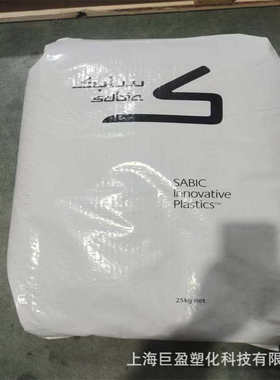 سابك
sabic
SABIC
Innovative
Plastics™
25kg net
上海巨盈塑化科技有限